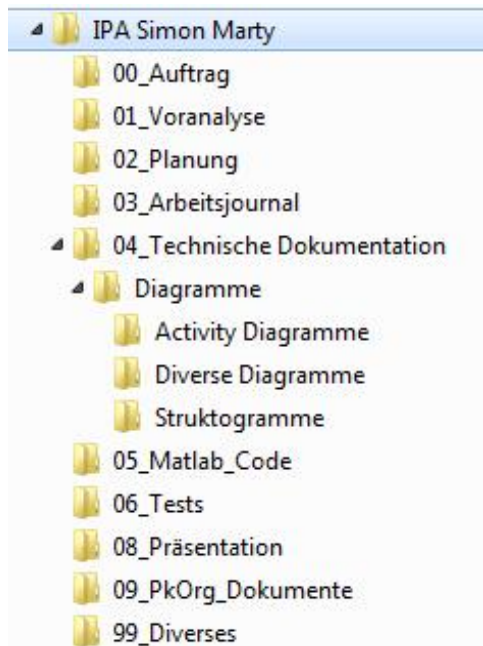 IPA Simon Marty
00_Auftrag
01_Voranalyse
02_Planung
03_Arbeitsjournal
04_Technische Dokumentation
Diagramme
Activity Diagramme
Diverse Diagramme
Struktogramme
05_Matlab_Code
06_Tests
08_Präsentation
09_PkOrg_Dokumente
99_Diverses